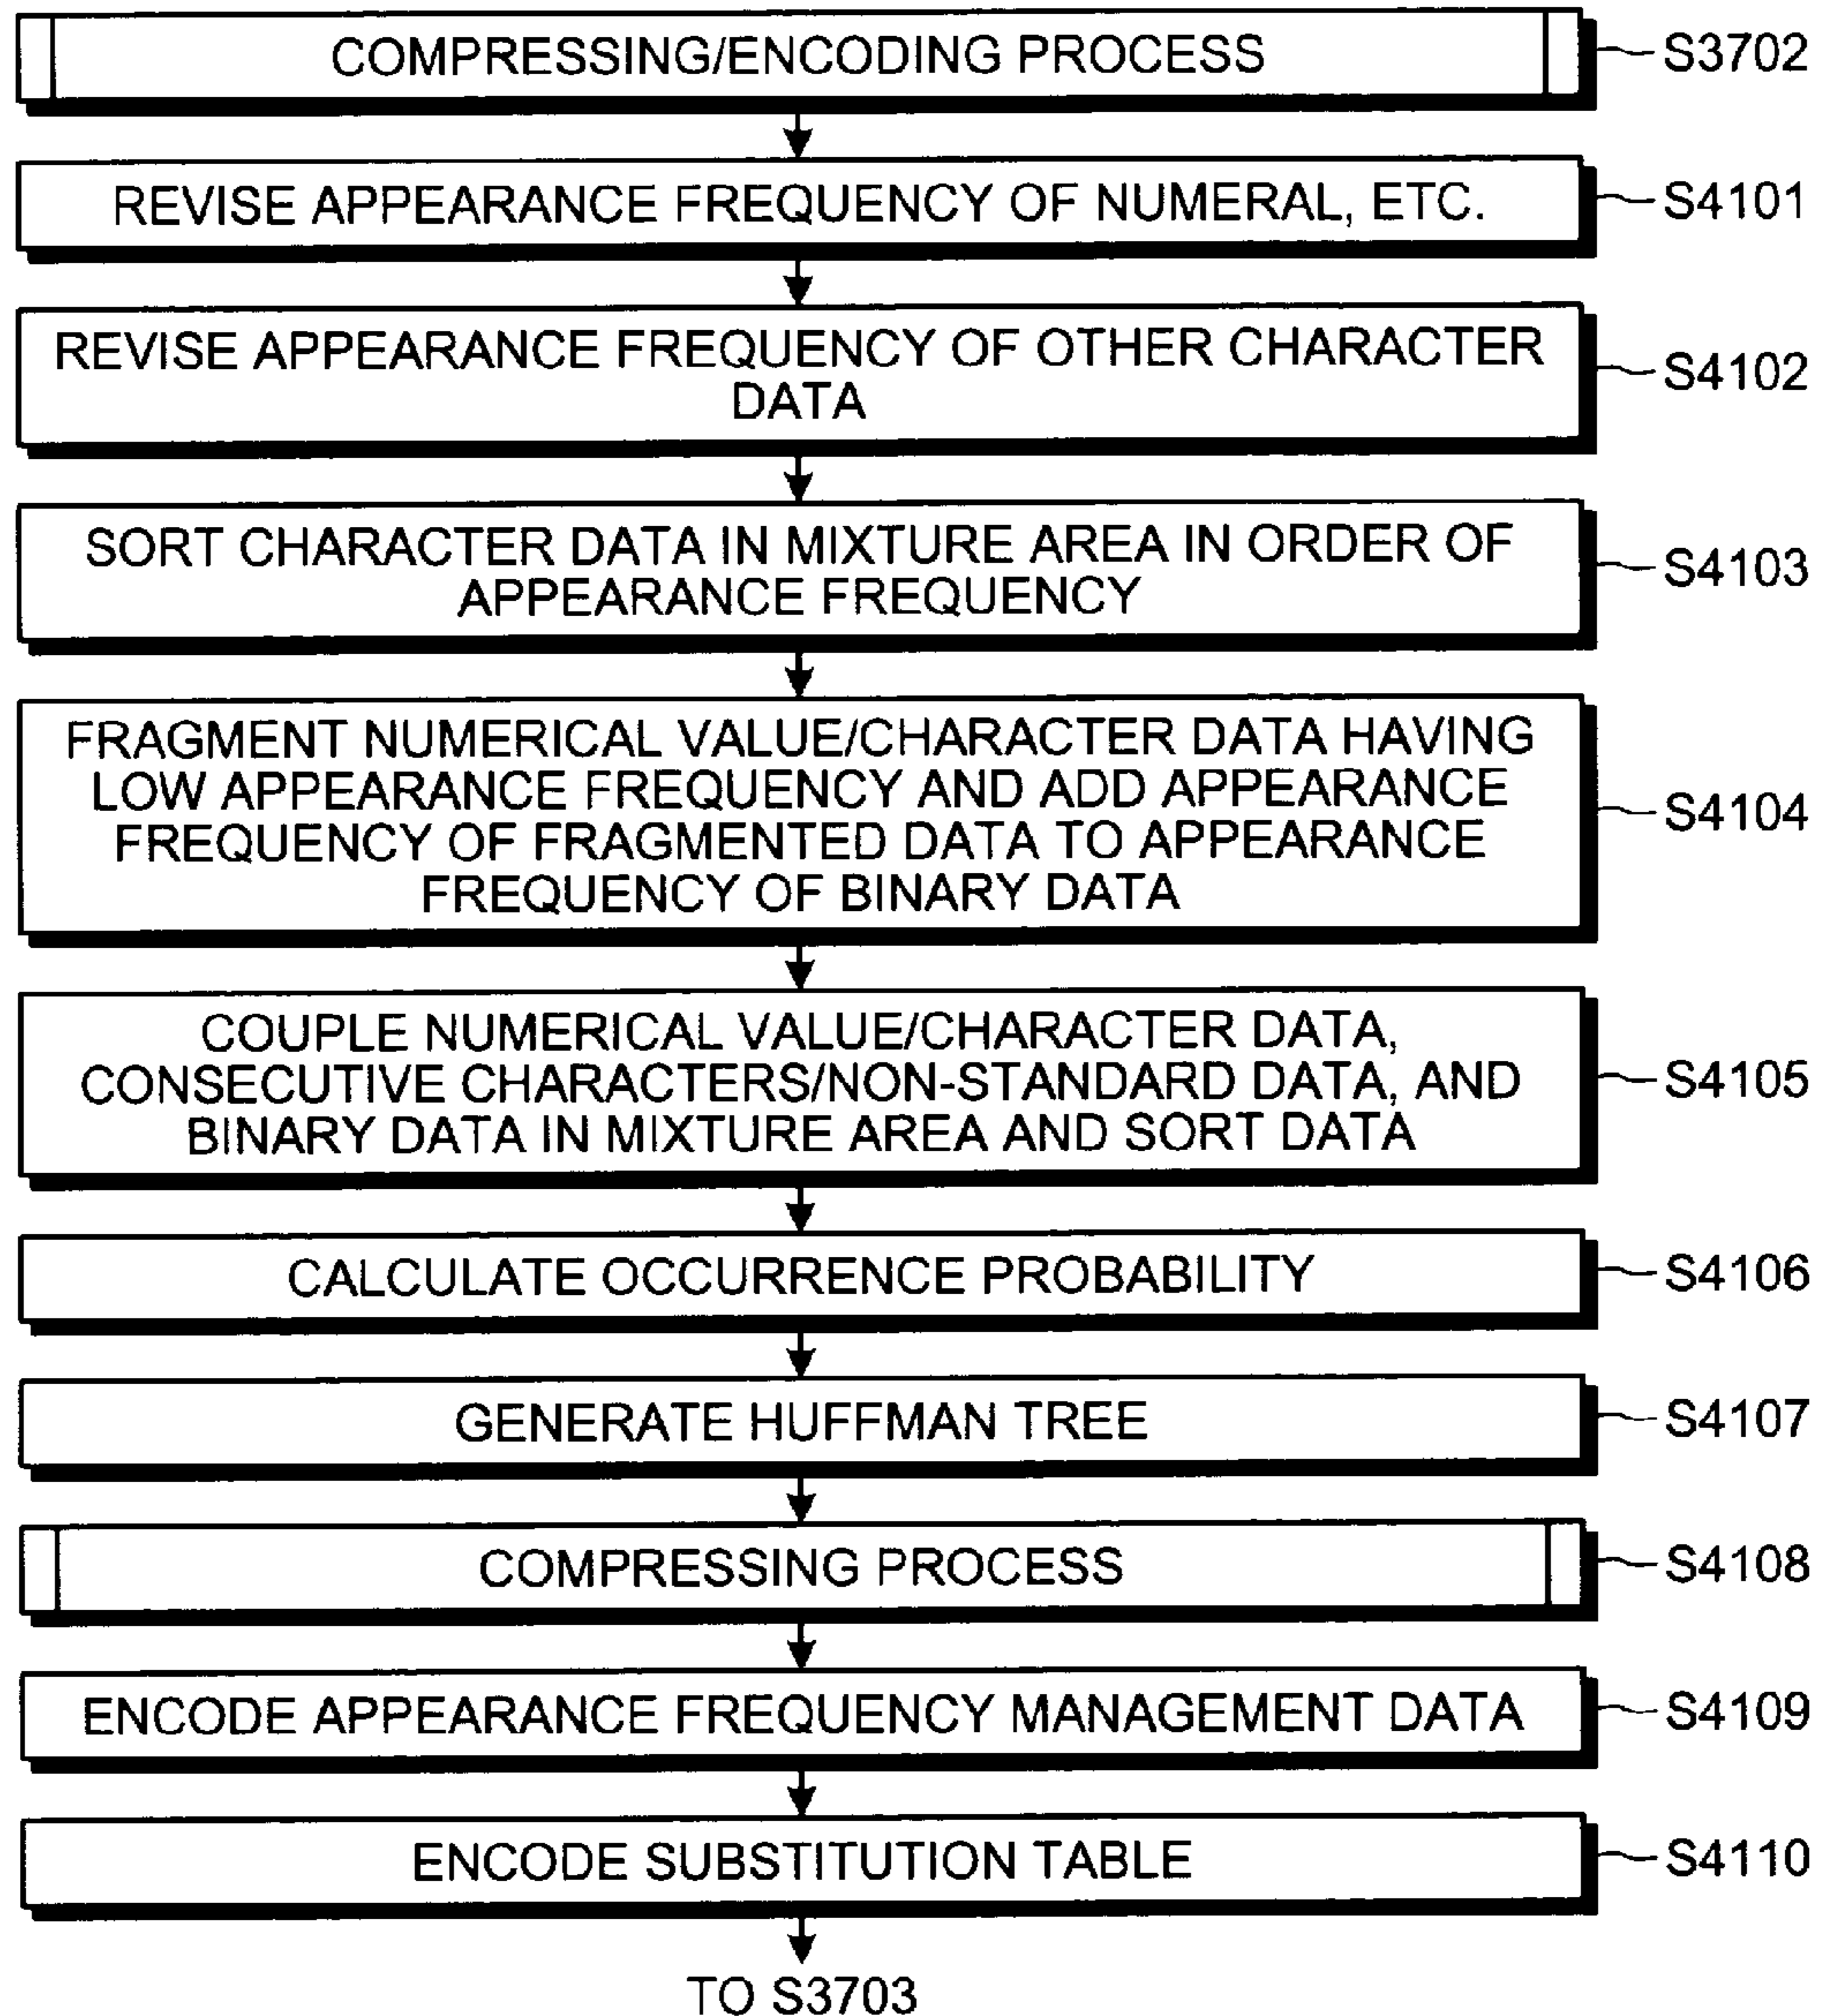 COMPRESSING/ENCODING PROCESS
S3702
REVISE APPEARANCE FREQUENCY OF NUMERAL, ETC.
S4101
REVISE APPEARANCE FREQUENCY OF OTHER CHARACTER
DATA
S4102
SORT CHARACTER DATA IN MIXTURE AREA IN ORDER OF
APPEARANCE FREQUENCY
S4103
FRAGMENT NUMERICAL VALUE/CHARACTER DATA HAVING
LOW APPEARANCE FREQUENCY AND ADD APPEARANCE
FREQUENCY OF FRAGMENTED DATA TO APPEARANCE
FREQUENCY OF BINARY DATA
S4104
COUPLE NUMERICAL VALUE/CHARACTER DATA,
CONSECUTIVE CHARACTERS/NON-STANDARD DATA, AND
BINARY DATA IN MIXTURE AREA AND SORT DATA
S4105
CALCULATE OCCURRENCE PROBABILITY
S4106
GENERATE HUFFMAN TREE
S4107
COMPRESSING PROCESS
S4108
ENCODE APPEARANCE FREQUENCY MANAGEMENT DATA
S4109
ENCODE SUBSTITUTION TABLE
S4110
TO S3703